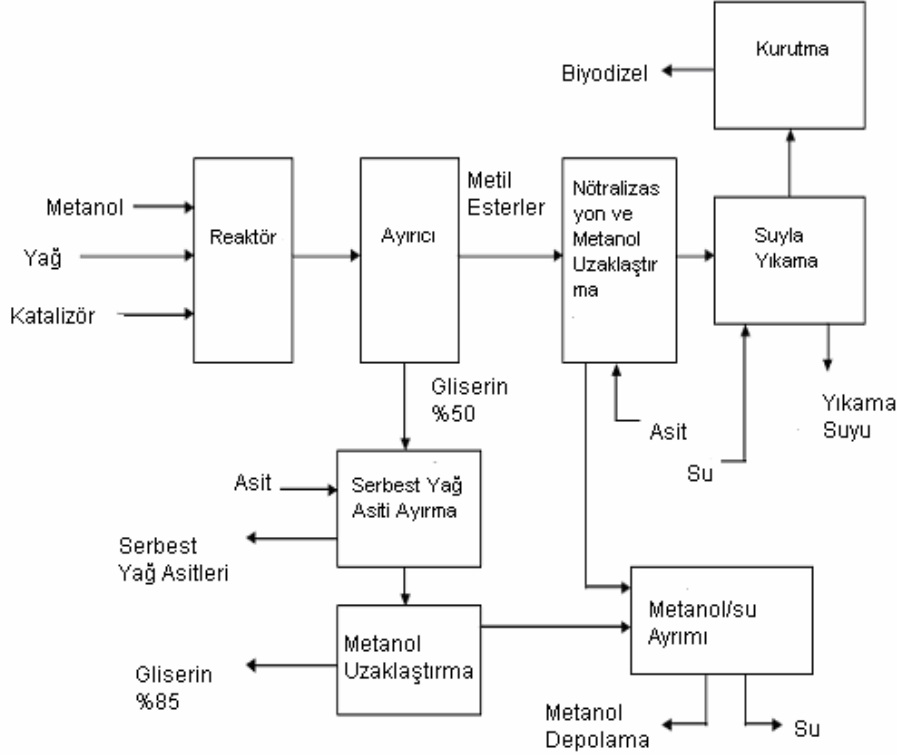 Kurutma
Biyodizel
Metanol
Yağ
Katalizör
Reaktör
Ayırıcı
Metil
Esterler
Nötralizas
yon ve
Metanol
Uzaklaştır
ma
Suyla
Yıkama
Gliserin
%50
Asit
Su
Yıkama
Suyu
Asit
Serbest Yağ
Asiti Ayırma
Serbest
Yağ Asitleri
Metanol
Uzaklaştırma
Gliserin
%85
Metanol/su
Ayrımı
Metanol
Depolama
Su